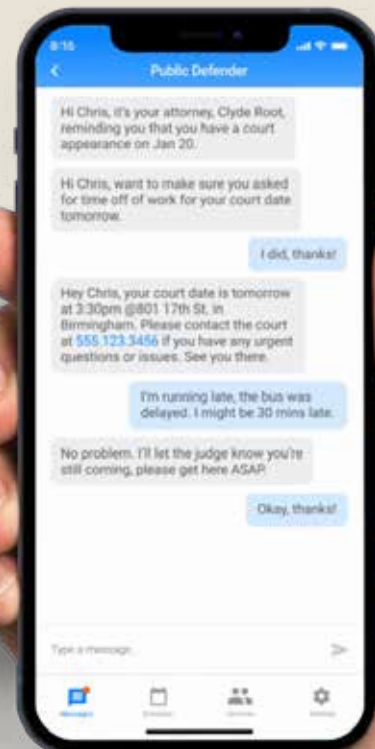 8:16
Public Defender
Hi Chris, it's your attorney, Clyde Root,
reminding you that you have a court
appearance on Jan 20.
Hi Chris, want to make sure you asked
for time off of work for your court date
tomorrow.
I did, thanks!
Hey Chris, your court date is tomorrow
at 3:30pm @801 17th St. in
Birmingham. Please contact the court
at 555.123.3456 if you have any urgent
questions or issues. See you there.
I'm running late, the bus was
delayed. I might be 30 mins late.
No problem. I'll let the judge know you're
still coming, please get here ASAP.
Okay, thanks!
Type a message
Messages